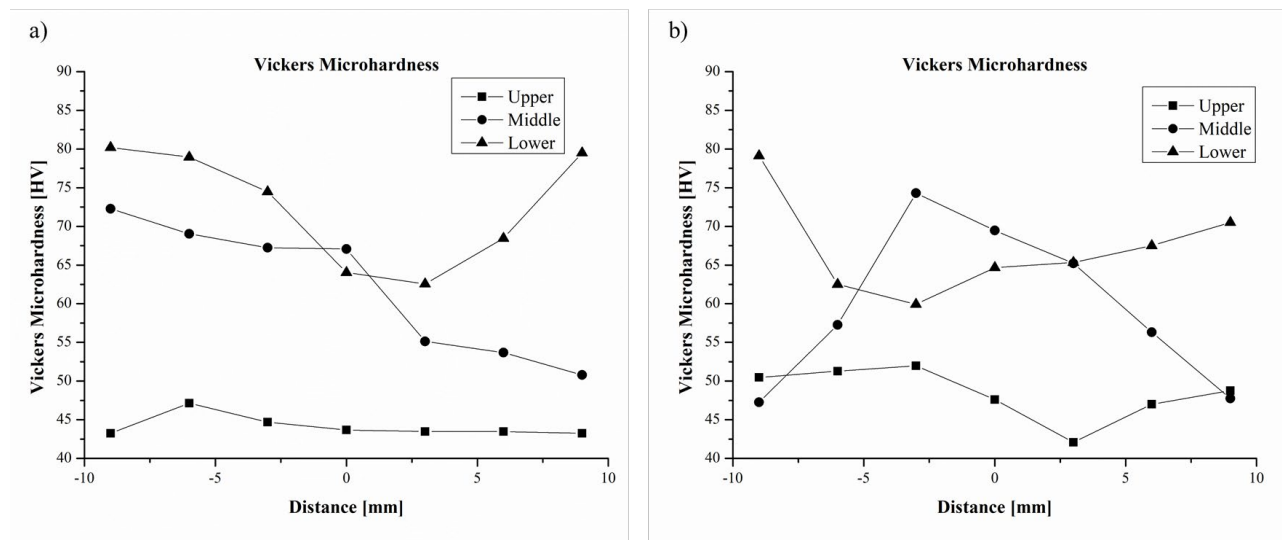 a)
Vickers Microhardness
Upper
Middle
Lower
Vickers Microhardness [HV]
90
85
80
75
70
65
60
55
50
45
40
-10
-5
0
5
10
Distance [mm]
b)
Vickers Microhardness
Upper
Middle
Lower
Vickers Microhardness [HV]
90
85
80
75
70
65
60
55
50
45
40
-10
-5
0
5
10
Distance [mm]